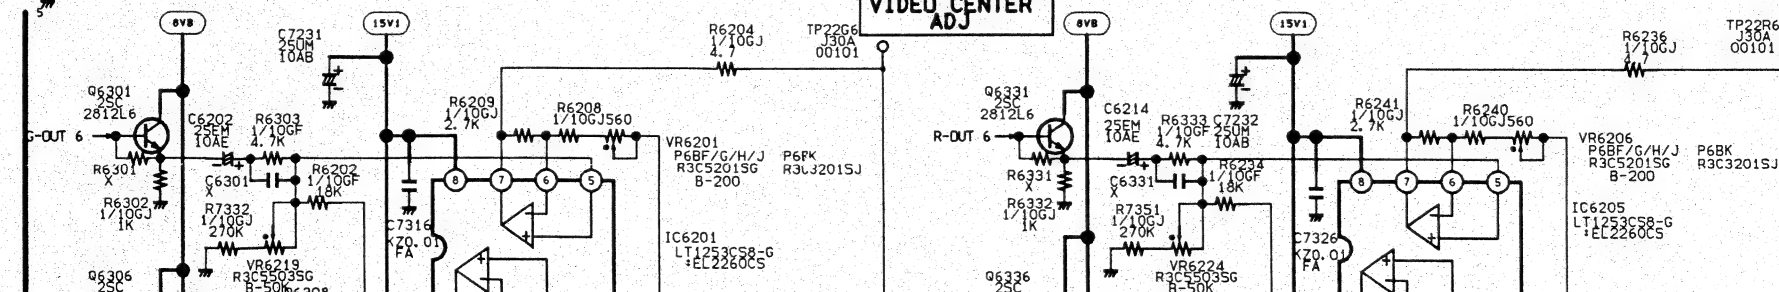 5
8VB
15V1
C7231
25UM
10AB
R6204
1/10GJ
4.7
TP22G6
J30A
00101
VIDEO CENTER
ADJ
8VB
15V1
R6236
1/10GJ
4.7
TP22R6
J30A
00101
Q6301
2SC
2812L6
G-OUT 6
C6202
25EM
10AE
R6303
1/10GF
4.7K
R6209
1/10GJ
2.7K
R6208
1/10GJ560
VR6201
P6BF/G/H/J P6BK
R3C5201SG R3C3201SJ
B-200
R6301
X
R6302
1/10GJ
1K
C6301
X
R6202
1/10GF
18K
R7332
1/10GJ
270K
8
7
6
5
C7316
KZ0.01
FA
IC6201
LT1253CS8-G
:EL2260CS
Q6306
2SC
VR6219
R3C5503SG
B-50K
Q6331
2SC
2812L6
R-OUT 6
C6214
25EM
10AE
R6333
1/10GF
4.7K
C7232
25UM
10AB
R6241
1/10GJ
2.7K
R6240
1/10GJ560
VR6206
P6BF/G/H/J P6BK
R3C5201SG R3C3201SJ
B-200
R6331
X
R6332
1/10GJ
1K
C6331
X
R6234
1/10GF
18K
R7351
1/10GJ
270K
8
7
6
5
C7326
KZ0.01
FA
IC6205
LT1253CS8-G
:EL2260CS
Q6336
2SC
VR6224
R3C5503SG
B-50K